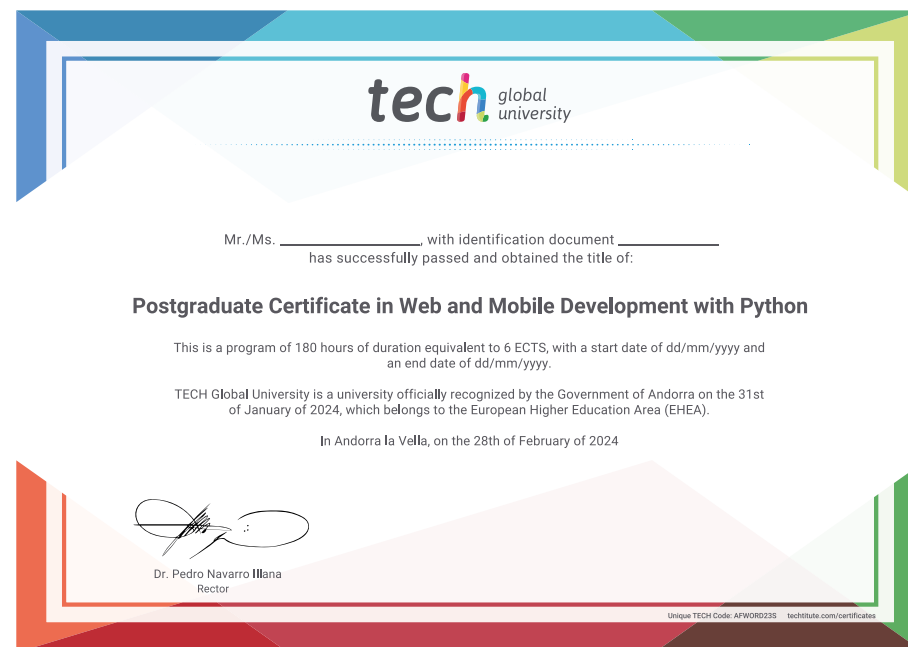 tech global university
Mr./Ms. ____________________, with identification document ______________
has successfully passed and obtained the title of:
Postgraduate Certificate in Web and Mobile Development with Python
This is a program of 180 hours of duration equivalent to 6 ECTS, with a start date of dd/mm/yyyy and
an end date of dd/mm/yyyy.
TECH Global University is a university officially recognized by the Government of Andorra on the 31st
of January of 2024, which belongs to the European Higher Education Area (EHEA).
In Andorra la Vella, on the 28th of February of 2024
Dr. Pedro Navarro Illana
Rector
Unique TECH Code: AFWORD23S techtitute.com/certificates